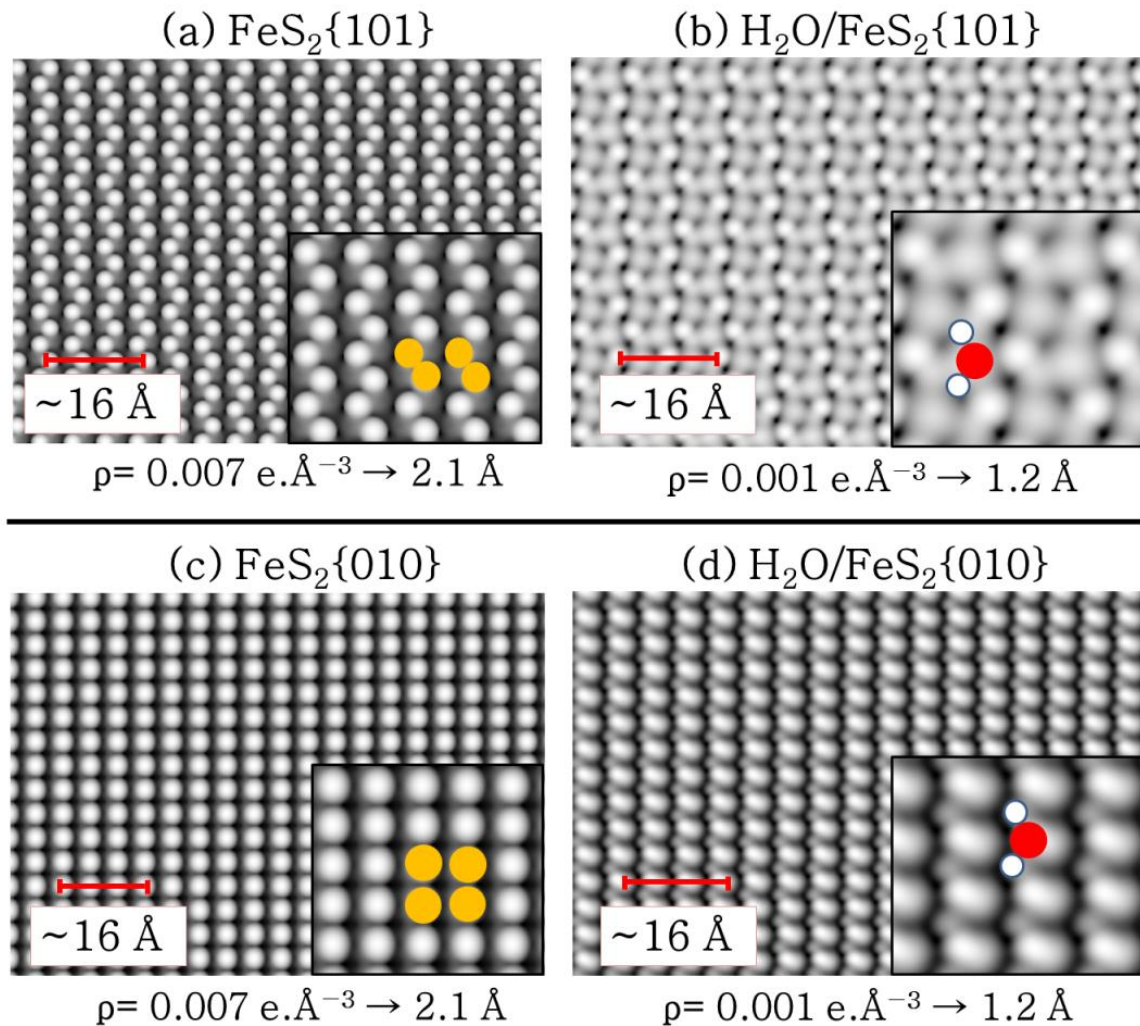 (a) FeS₂{101}
(b) H₂O/FeS₂{101}
~16 Å
~16 Å
ρ= 0.007 e.Å⁻³ → 2.1 Å
ρ= 0.001 e.Å⁻³ → 1.2 Å
(c) FeS₂{010}
(d) H₂O/FeS₂{010}
~16 Å
~16 Å
ρ= 0.007 e.Å⁻³ → 2.1 Å
ρ= 0.001 e.Å⁻³ → 1.2 Å